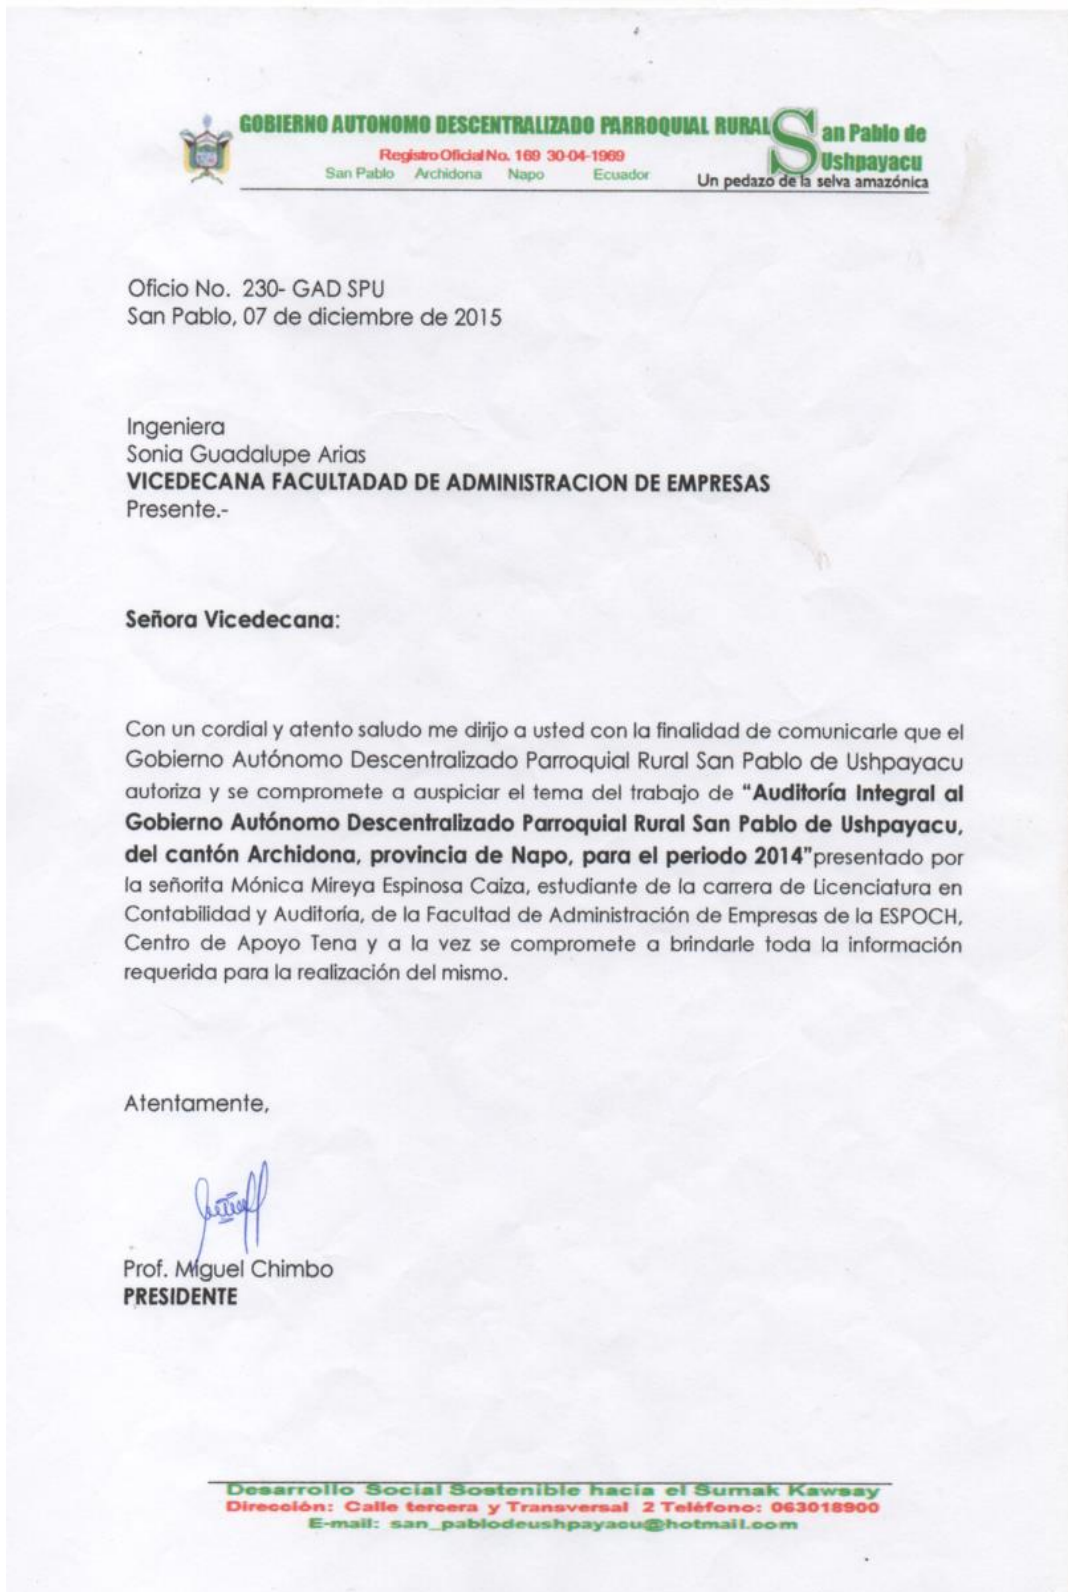 GOBIERNO AUTONOMO DESCENTRALIZADO PARROQUIAL RURAL San Pablo de
Ushpayacu
Registro Oficial No. 169 30-04-1969
San Pablo Archidona Napo Ecuador
Un pedazo de la selva amazónica
Oficio No. 230- GAD SPU
San Pablo, 07 de diciembre de 2015
Ingeniera
Sonia Guadalupe Arias
VICEDECANA FACULTADAD DE ADMINISTRACION DE EMPRESAS
Presente.-
Señora Vicedecana:
Con un cordial y atento saludo me dirijo a usted con la finalidad de comunicarle que el
Gobierno Autónomo Descentralizado Parroquial Rural San Pablo de Ushpayacu
autoriza y se compromete a auspiciar el tema del trabajo de “Auditoría Integral al
Gobierno Autónomo Descentralizado Parroquial Rural San Pablo de Ushpayacu,
del cantón Archidona, provincia de Napo, para el periodo 2014”presentado por
la señorita Mónica Mireya Espinosa Caiza, estudiante de la carrera de Licenciatura en
Contabilidad y Auditoría, de la Facultad de Administración de Empresas de la ESPOCH,
Centro de Apoyo Tena y a la vez se compromete a brindarle toda la información
requerida para la realización del mismo.
Atentamente,
Prof. Miguel Chimbo
PRESIDENTE
Desarrollo Social Sostenible hacia el Sumak Kawsay
Dirección: Calle tercera y Transversal 2 Teléfono: 063018900
E-mail: san_pablodeushpayacu@hotmail.com